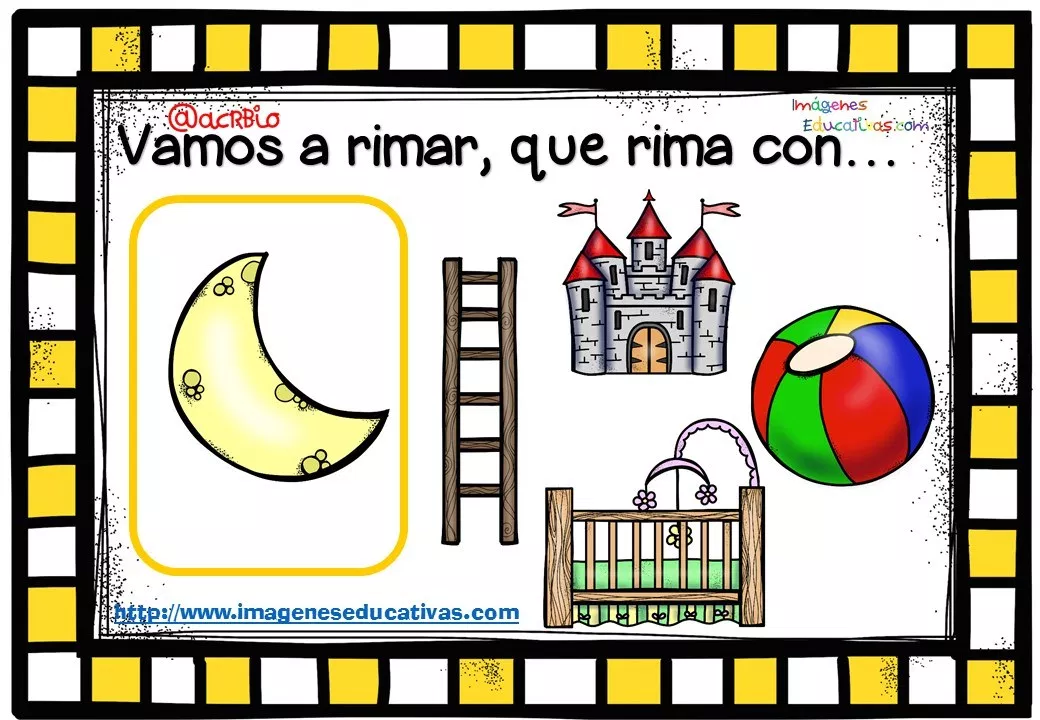 @acrbio
Imágenes
Educativas.com
Vamos a rimar, que rima con...
http://www.imageneseducativas.com